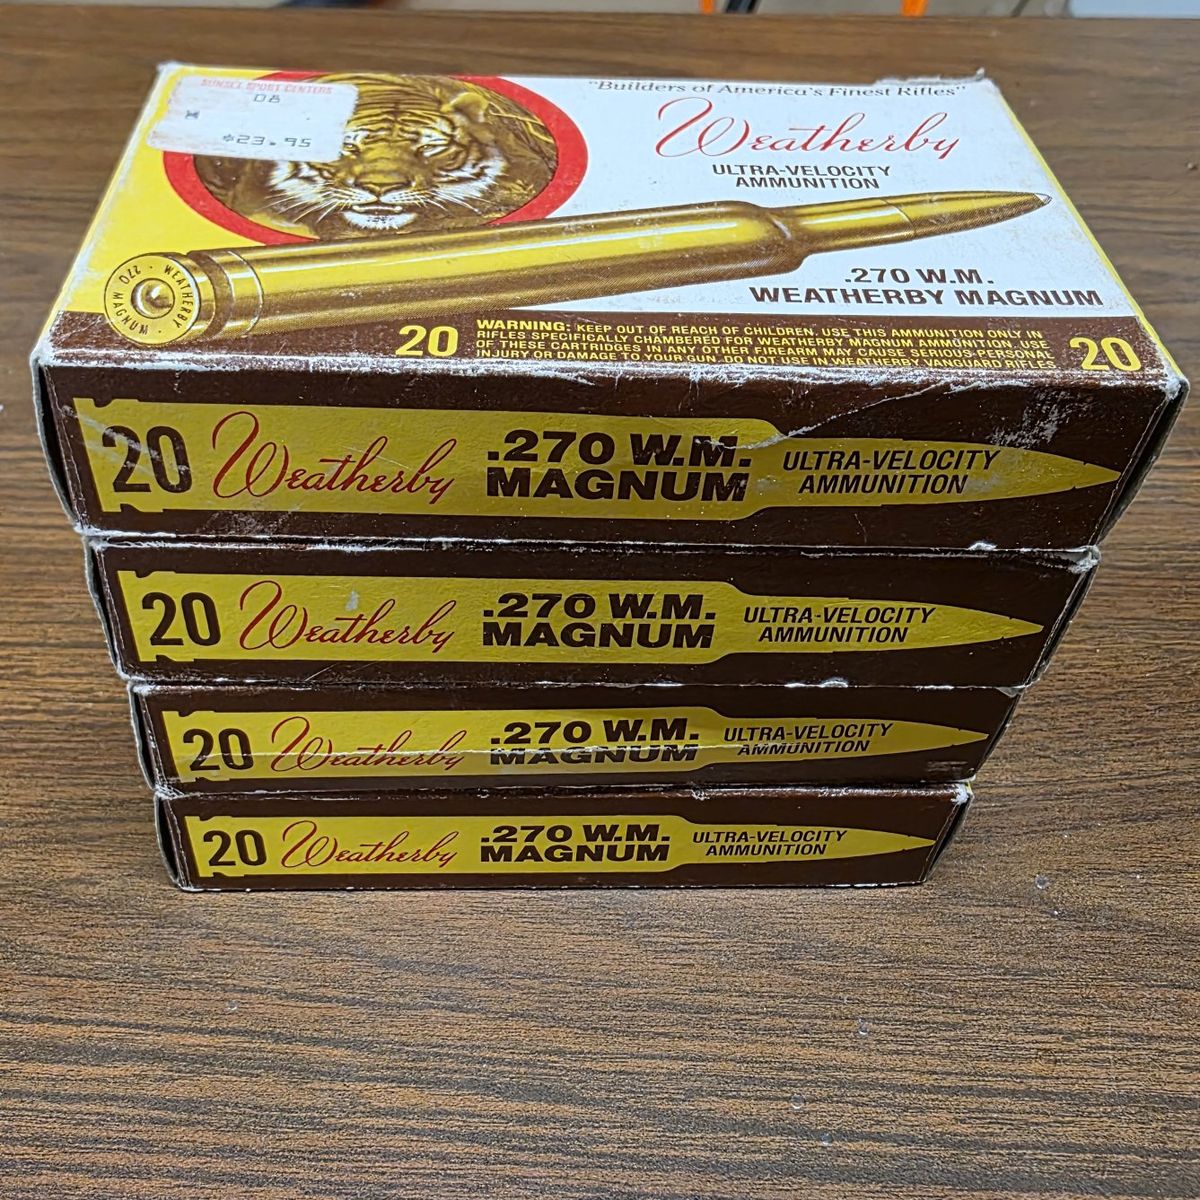 SUNSET SPORT CENTERS
DB
$23.95
"Builders of America's Finest Rifles"
Weatherby
ULTRA-VELOCITY
AMMUNITION
.270 W.M.
WEATHERBY MAGNUM
270 · WEATHERBY · MAGNUM
20
WARNING: KEEP OUT OF REACH OF CHILDREN. USE THIS AMMUNITION ONLY IN
RIFLES SPECIFICALLY CHAMBERED FOR WEATHERBY MAGNUM AMMUNITION. USE
OF THESE CARTRIDGES IN ANY OTHER FIREARM MAY CAUSE SERIOUS PERSONAL
INJURY OR DAMAGE TO YOUR GUN. DO NOT USE IN WEATHERBY VANGUARD RIFLES
20
20 Weatherby .270 W.M. MAGNUM ULTRA-VELOCITY AMMUNITION
20 Weatherby .270 W.M. MAGNUM ULTRA-VELOCITY AMMUNITION
20 Weatherby .270 W.M. MAGNUM ULTRA-VELOCITY AMMUNITION
20 Weatherby .270 W.M. MAGNUM ULTRA-VELOCITY AMMUNITION